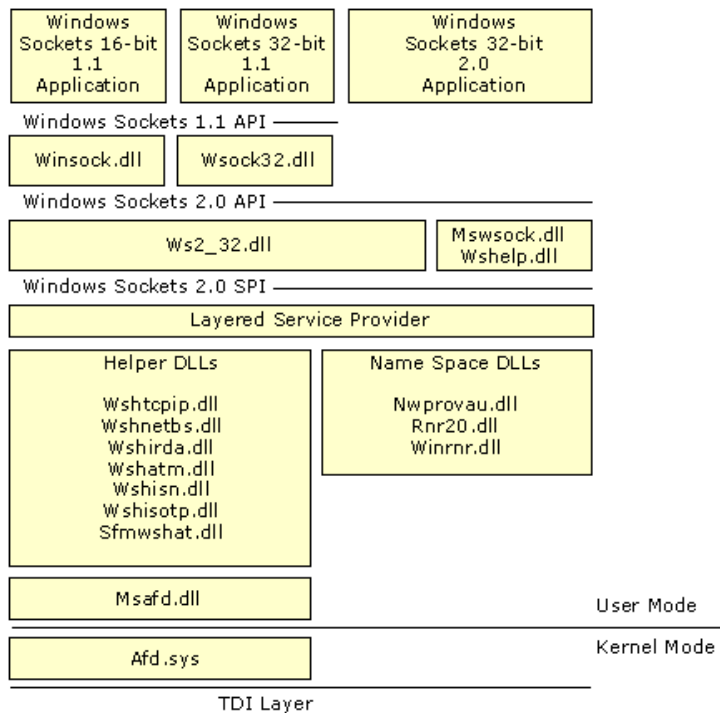 Windows
Sockets 16-bit
1.1
Application
Windows
Sockets 32-bit
1.1
Application
Windows
Sockets 32-bit
2.0
Application
Windows Sockets 1.1 API
Winsock.dll
Wsock32.dll
Windows Sockets 2.0 API
Ws2_32.dll
Mswsock.dll
Wshelp.dll
Windows Sockets 2.0 SPI
Layered Service Provider
Helper DLLs
Wshtcpip.dll
Wshnetbs.dll
Wshirda.dll
Wshatm.dll
Wshisn.dll
Wshisotp.dll
Sfmwshat.dll
Name Space DLLs
Nwprovau.dll
Rnr20.dll
Winrnr.dll
Msafd.dll
User Mode
Kernel Mode
Afd.sys
TDI Layer